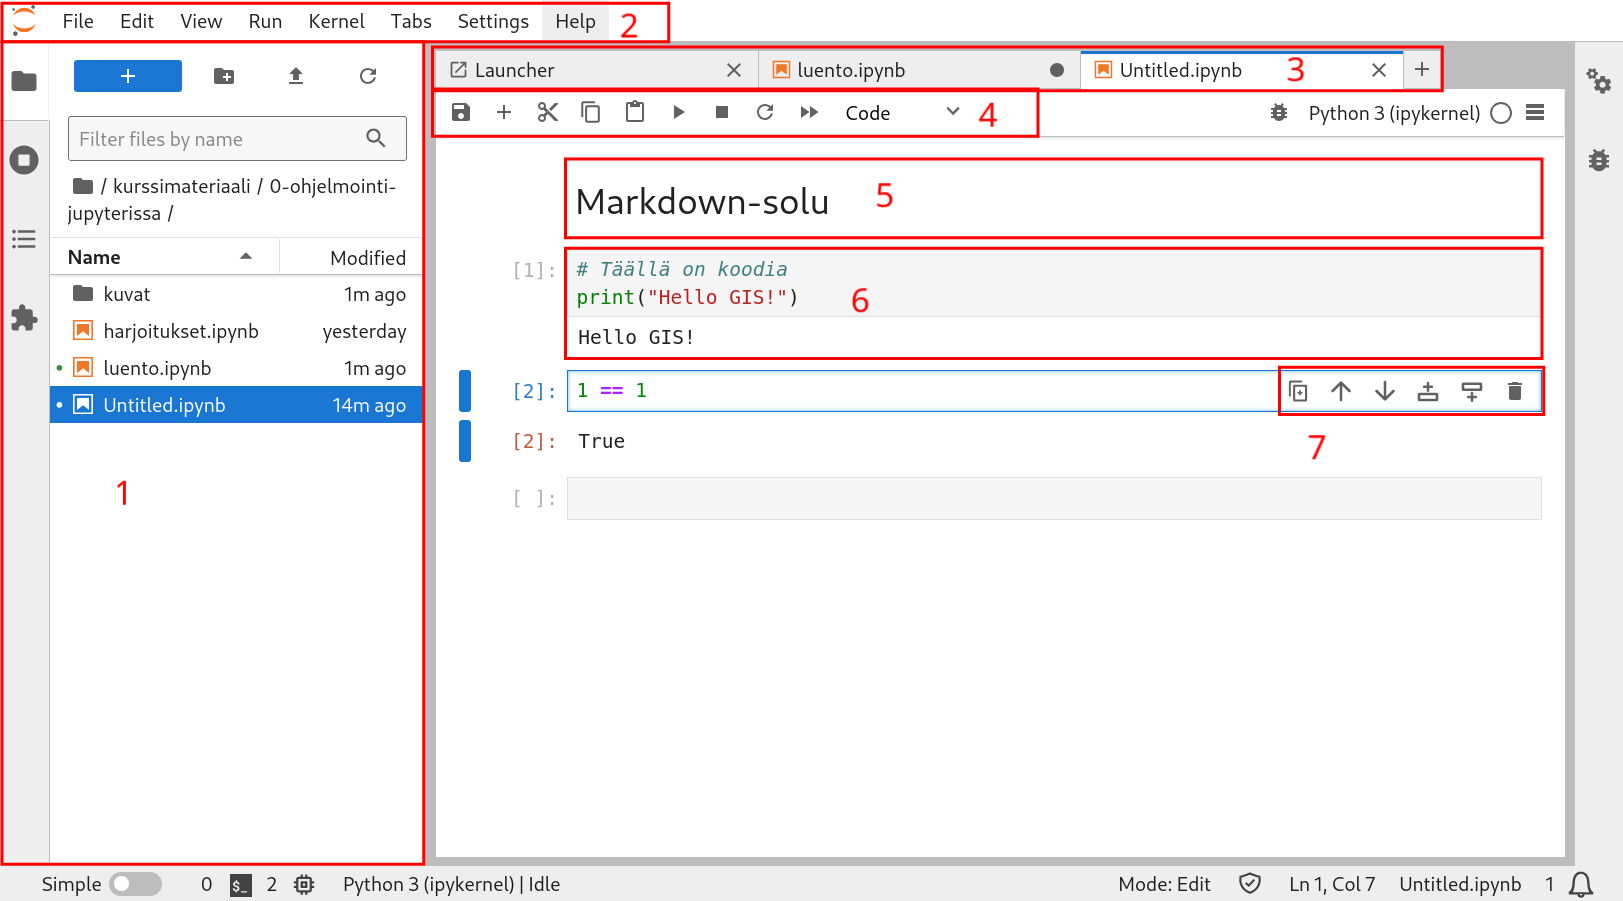 File Edit View Run Kernel Tabs Settings Help 2
Launcher luento.ipynb Untitled.ipynb 3
Filter files by name
/ kurssimateriaali / 0-ohjelmointi-
jupyterissa /
Name Modified
kuvat 1m ago
harjoitukset.ipynb yesterday
luento.ipynb 1m ago
Untitled.ipynb 14m ago
1
Code 4 Python 3 (ipykernel)
Markdown-solu 5
[1]: # Täällä on koodia
print("Hello GIS!") 6
Hello GIS!
[2]: 1 == 1
7
[2]: True
[ ]:
Simple 0 $_ 2 Python 3 (ipykernel) | Idle Mode: Edit Ln 1, Col 7 Untitled.ipynb 1